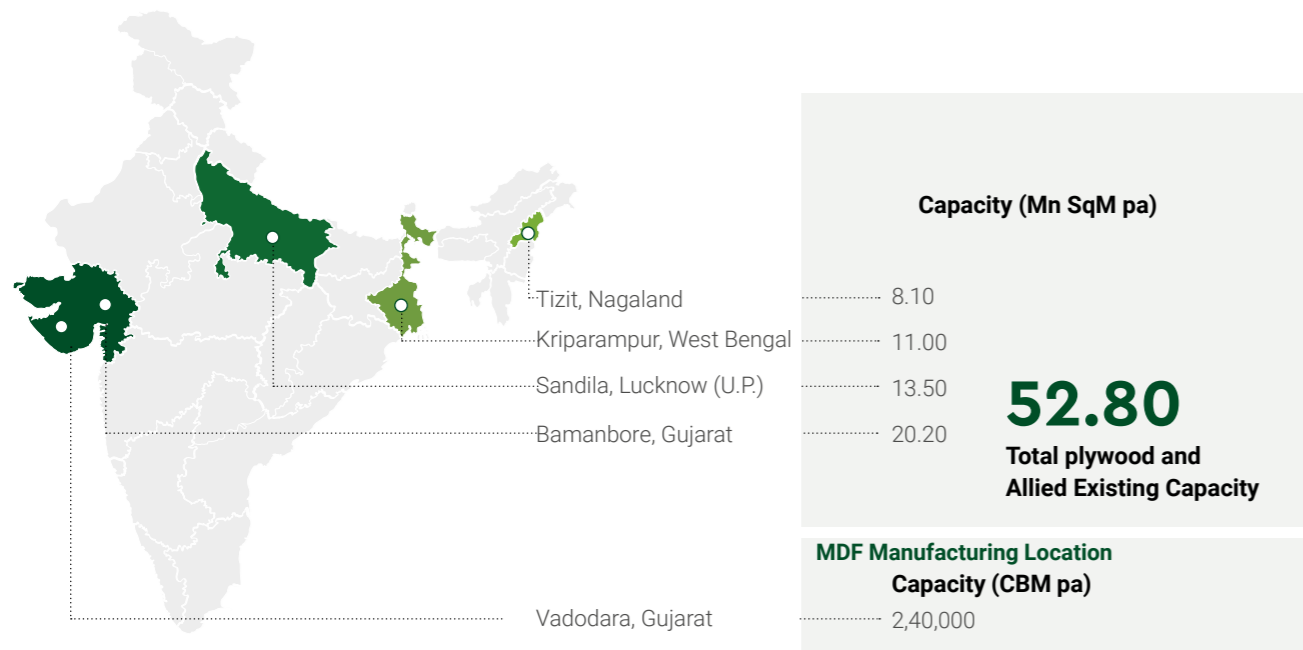 Capacity (Mn SqM pa)
Tizit, Nagaland 8.10
Kriparampur, West Bengal 11.00
Sandila, Lucknow (U.P.) 13.50
Bamanbore, Gujarat 20.20
52.80
Total plywood and
Allied Existing Capacity
MDF Manufacturing Location
Capacity (CBM pa)
Vadodara, Gujarat 2,40,000